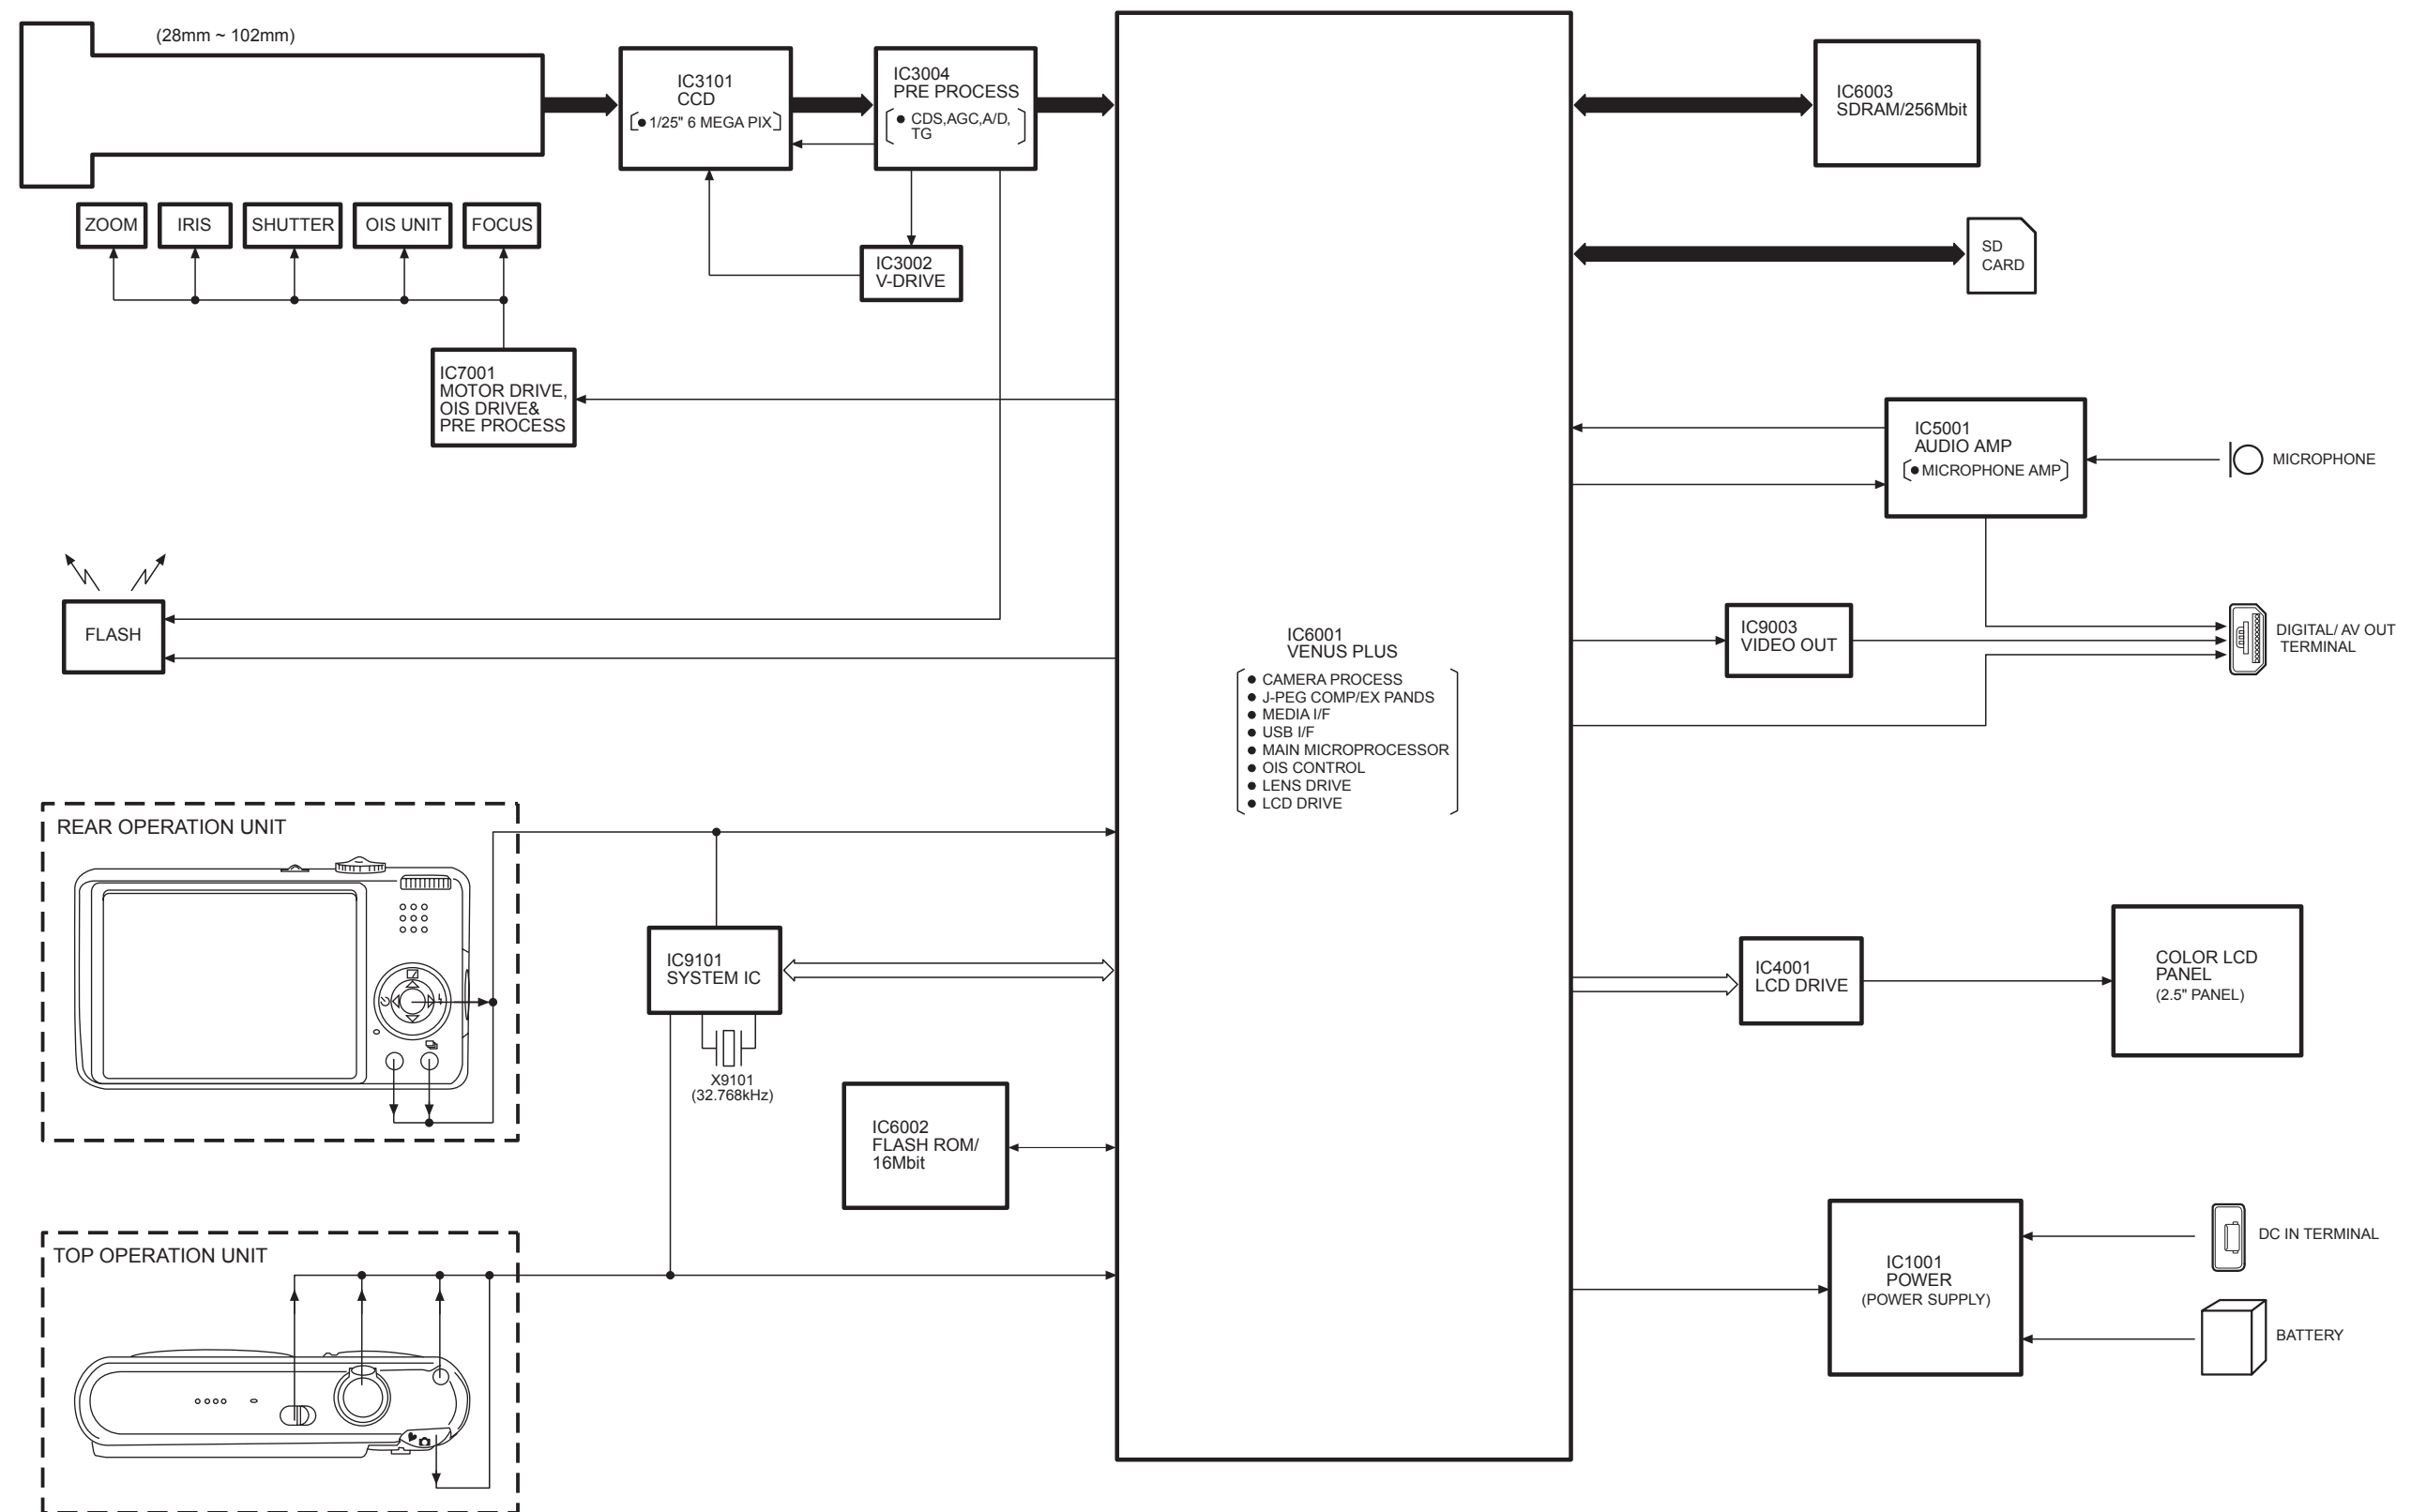 (28mm ~ 102mm)
IC3101
CCD
● 1/25" 6 MEGA PIX
IC3004
PRE PROCESS
● CDS,AGC,A/D,
TG
IC6003
SDRAM/256Mbit
ZOOM
IRIS
SHUTTER
OIS UNIT
FOCUS
IC3002
V-DRIVE
SD
CARD
IC7001
MOTOR DRIVE,
OIS DRIVE&
PRE PROCESS
IC5001
AUDIO AMP
● MICROPHONE AMP
MICROPHONE
FLASH
IC6001
VENUS PLUS
● CAMERA PROCESS
● J-PEG COMP/EX PANDS
● MEDIA I/F
● USB I/F
● MAIN MICROPROCESSOR
● OIS CONTROL
● LENS DRIVE
● LCD DRIVE
IC9003
VIDEO OUT
DIGITAL/ AV OUT
TERMINAL
REAR OPERATION UNIT
IC9101
SYSTEM IC
X9101
(32.768kHz)
IC4001
LCD DRIVE
COLOR LCD
PANEL
(2.5" PANEL)
IC6002
FLASH ROM/
16Mbit
TOP OPERATION UNIT
IC1001
POWER
(POWER SUPPLY)
DC IN TERMINAL
BATTERY